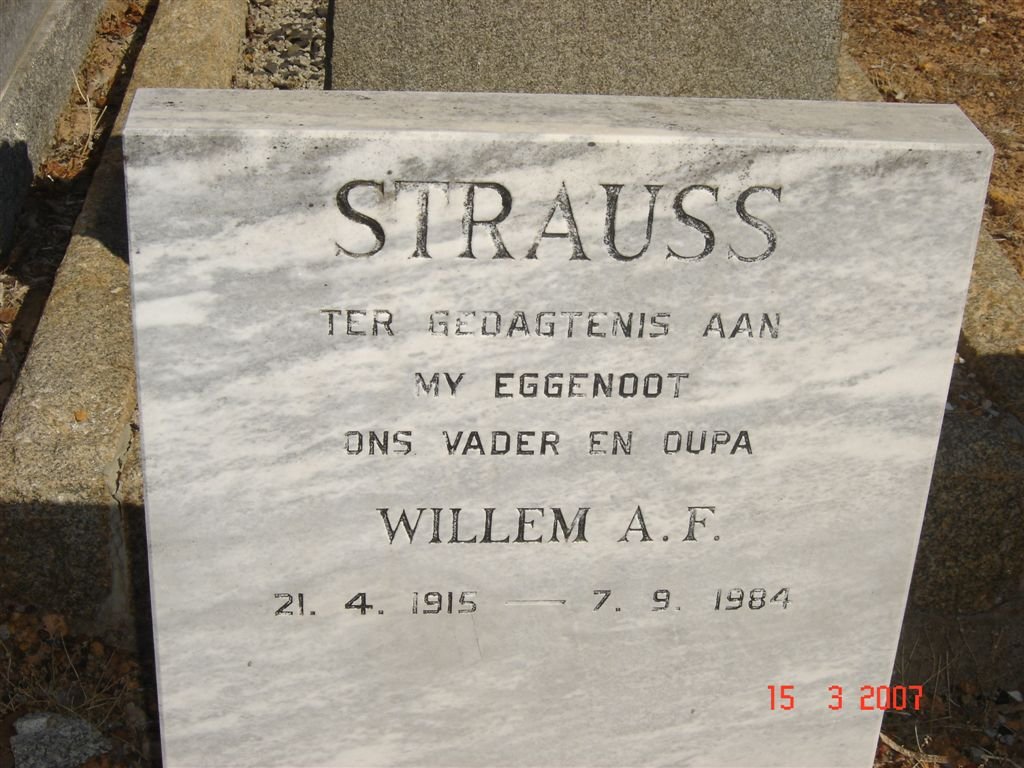 STRAUSS
TER GEDAGTENIS AAN
MY EGGENOOT
ONS VADER EN OUPA
WILLEM A.F.
21. 4. 1915 — 7. 9. 1984
15 3 2007